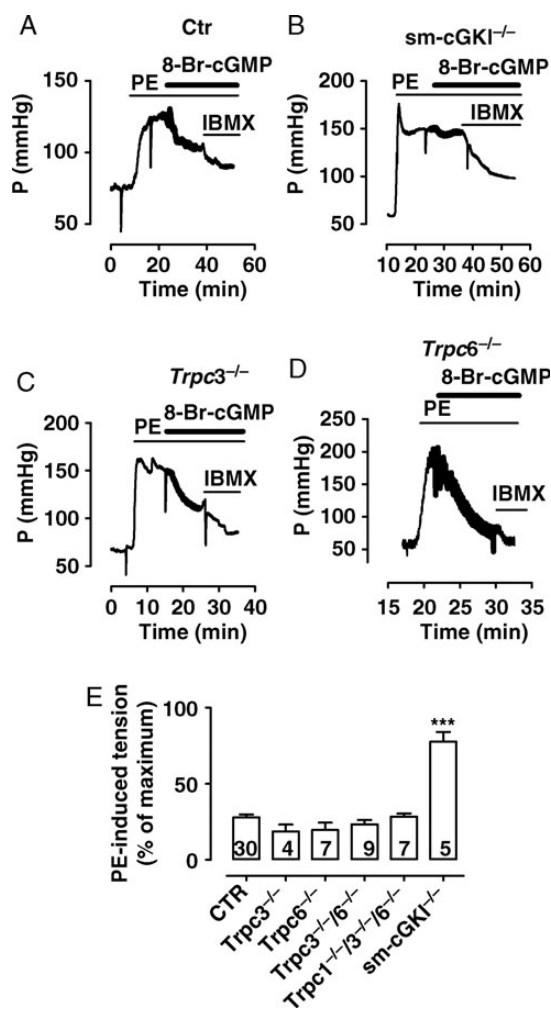 A
Ctr
8-Br-cGMP
PE
IBMX
150
100
50
P (mmHg)
0 20 40 60
Time (min)
B
sm-cGKI–/–
8-Br-cGMP
PE
IBMX
200
150
100
50
P (mmHg)
10 20 30 40 50 60
Time (min)
C
Trpc3–/–
8-Br-cGMP
PE
IBMX
200
150
100
50
P (mmHg)
0 10 20 30 40
Time (min)
D
Trpc6–/–
8-Br-cGMP
PE
IBMX
250
200
150
100
50
P (mmHg)
20 25 30 35
Time (min)
E
PE-induced tension
(% of maximum)
100
50
0
***
30 4 7 9 7 5
CTR
Trpc3–/–
Trpc6–/–
Trpc3–/–/6–/–
Trpc1–/–/3–/–/6–/–
sm-cGKI–/–